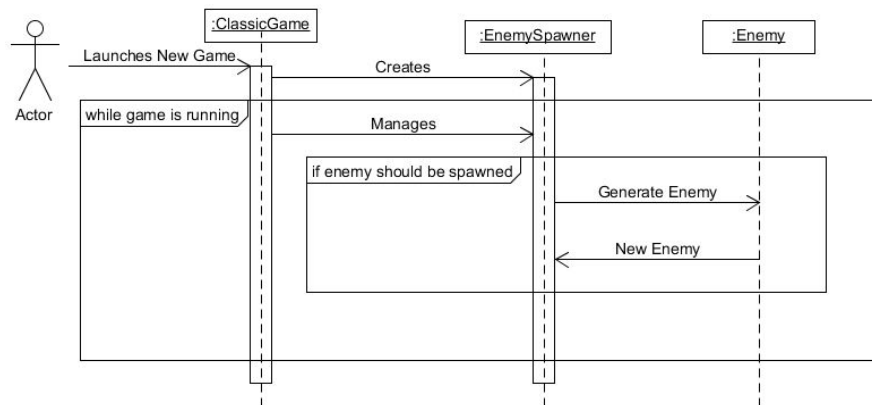 :ClassicGame
:EnemySpawner
:Enemy
Launches New Game
Creates
Actor
while game is running
Manages
if enemy should be spawned
Generate Enemy
New Enemy